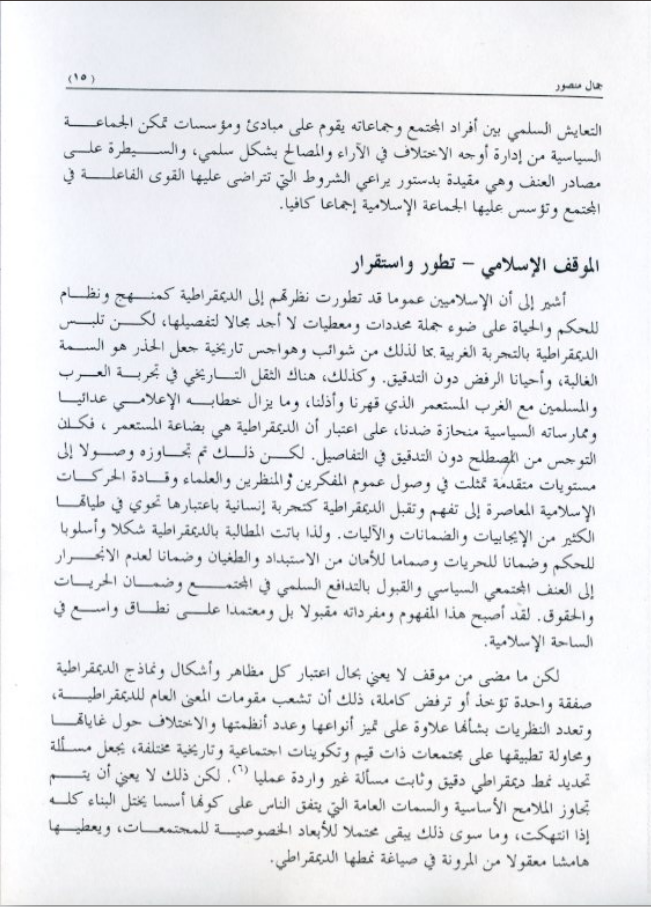 جمال منصور (١٥)
التعايش السلمي بين أفراد المجتمع وجماعاته يقوم على مبادئ ومؤسسات تمكن الجماعة
السياسية من إدارة أوجه الاختلاف في الآراء والمصالح بشكل سلمي، والسيطرة على
مصادر العنف وهي مقيدة بدستور يراعي الشروط التي تتراضى عليها القوى الفاعلة في
المجتمع وتؤسس عليها الجماعة الإسلامية إجماعا كافيا.
الموقف الإسلامي – تطور واستقرار
أشير إلى أن الإسلاميين عموما قد تطورت نظرتهم إلى الديمقراطية كمنهج ونظام
للحكم والحياة على ضوء جملة محددات ومعطيات لا أجد مجالا لتفصيلها، لكن تلبس
الديمقراطية بالتجربة الغربية بما لذلك من شوائب وهواجس تاريخية جعل الحذر هو السمة
الغالبة، وأحيانا الرفض دون التدقيق. وكذلك، هناك الثقل التاريخي في تجربة العرب
والمسلمين مع الغرب المستعمر الذي قهرنا وأذلنا، وما يزال خطابه الإعلامي عدائيا
وممارساته السياسية منحازة ضدنا، على اعتبار أن الديمقراطية هي بضاعة المستعمر ، فكان
التوجس من المصطلح دون التدقيق في التفاصيل. لكن ذلك تم تجاوزه وصولا إلى
مستويات متقدمة تمثلت في وصول عموم المفكرين والمنظرين والعلماء وقادة الحركات
الإسلامية المعاصرة إلى تفهم وتقبل الديمقراطية كتجربة إنسانية باعتبارها تحوي في طياتها
الكثير من الإيجابيات والضمانات والآليات. ولذا باتت المطالبة بالديمقراطية شكلا وأسلوبا
للحكم وضمانا للحريات وصماما للأمان من الاستبداد والطغيان وضمانا لعدم الانجرار
إلى العنف المجتمعي السياسي والقبول بالتدافع السلمي في المجتمع وضمان الحريات
والحقوق. لقد أصبح هذا المفهوم ومفرداته مقبولا بل ومعتمدا على نطاق واسع في
الساحة الإسلامية.
لكن ما مضى من موقف لا يعني بحال اعتبار كل مظاهر وأشكال ونماذج الديمقراطية
صفقة واحدة تؤخذ أو ترفض كاملة، ذلك أن تشعب مقومات المعنى العام للديمقراطية،
وتعدد النظريات بشأنها علاوة على تميز أنواعها وعدد أنظمتها والاختلاف حول غاياتها
ومحاولة تطبيقها على مجتمعات ذات قيم وتكوينات اجتماعية وتاريخية مختلفة، يجعل مسألة
تحديد نمط ديمقراطي دقيق وثابت مسألة غير واردة عمليا (٦). لكن ذلك لا يعني أن يتم
تجاوز الملامح الأساسية والسمات العامة التي يتفق الناس على كونها أسسا يختل البناء كله
إذا انتهكت، وما سوى ذلك يبقى محتملا للأبعاد الخصوصية للمجتمعات، ويعطيها
هامشا معقولا من المرونة في صياغة نمطها الديمقراطي.